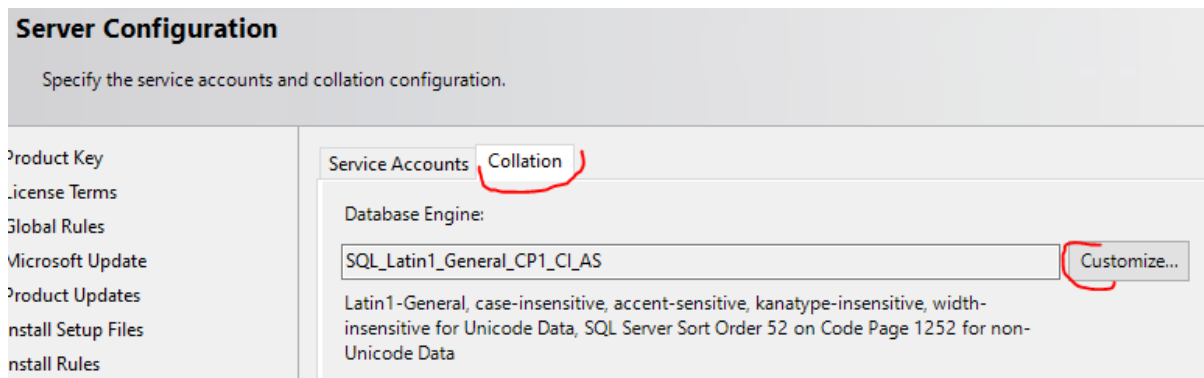 Server Configuration
Specify the service accounts and collation configuration.
Product Key
License Terms
Global Rules
Microsoft Update
Product Updates
Install Setup Files
Install Rules
Service Accounts
Collation
Database Engine:
SQL_Latin1_General_CP1_CI_AS
Customize...
Latin1-General, case-insensitive, accent-sensitive, kanatype-insensitive, width-
insensitive for Unicode Data, SQL Server Sort Order 52 on Code Page 1252 for non-
Unicode Data